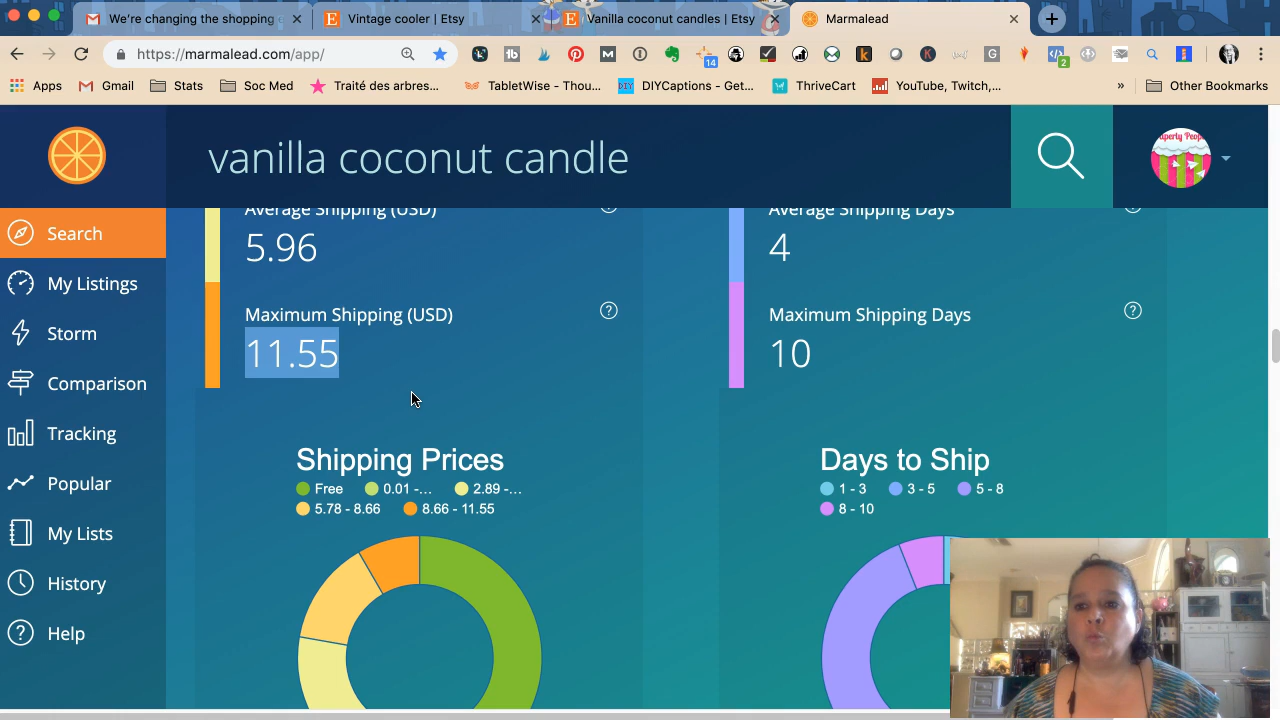 We're changing the shopping e
Vintage cooler | Etsy
Vanilla coconut candles | Etsy
Marmalead
https://marmalead.com/app/
14
2
Apps
Gmail
Stats
Soc Med
Traité des arbres...
TabletWise - Thou...
DIYCaptions - Get...
ThriveCart
YouTube, Twitch,...
»
Other Bookmarks
vanilla coconut candle
Search
My Listings
Storm
Comparison
Tracking
Popular
My Lists
History
Help
Average Shipping (USD)
5.96
Maximum Shipping (USD)
11.55
Average Shipping Days
4
Maximum Shipping Days
10
Shipping Prices
Free 0.01 -... 2.89 -...
5.78 - 8.66 8.66 - 11.55
Days to Ship
1 - 3 3 - 5 5 - 8
8 - 10